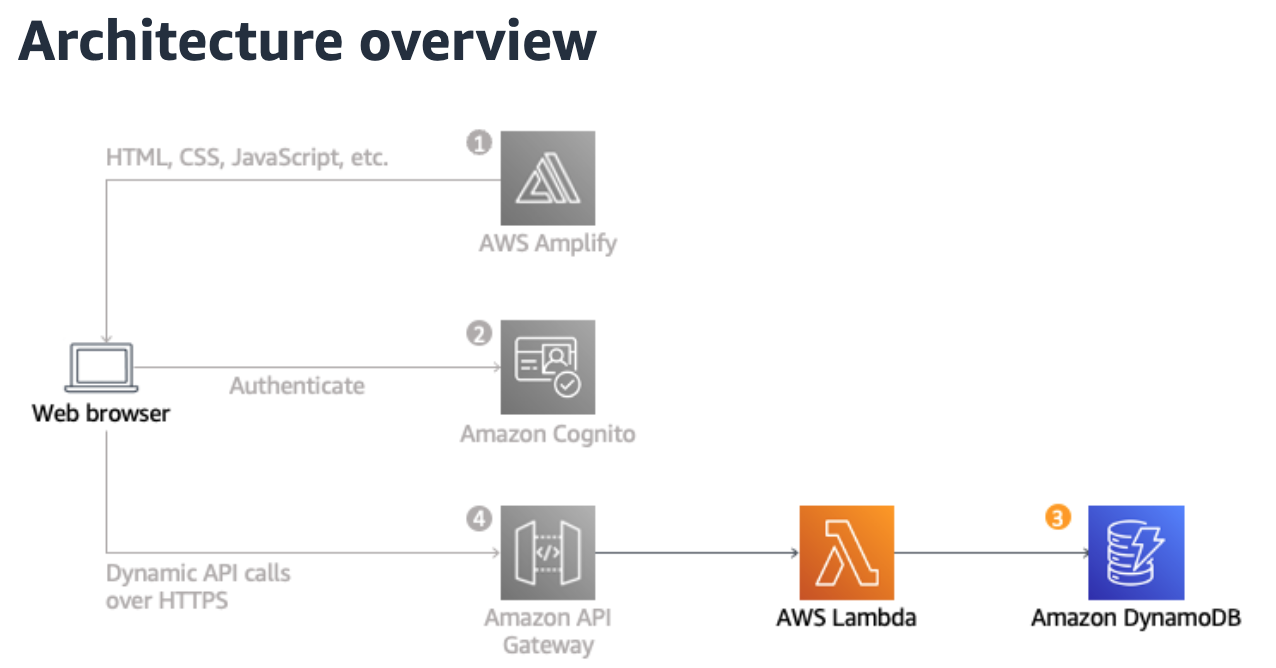 Architecture overview
1
HTML, CSS, JavaScript, etc.
AWS Amplify
2
Authenticate
Web browser
Amazon Cognito
4
3
Dynamic API calls
over HTTPS
</>
Amazon API
Gateway
AWS Lambda
Amazon DynamoDB